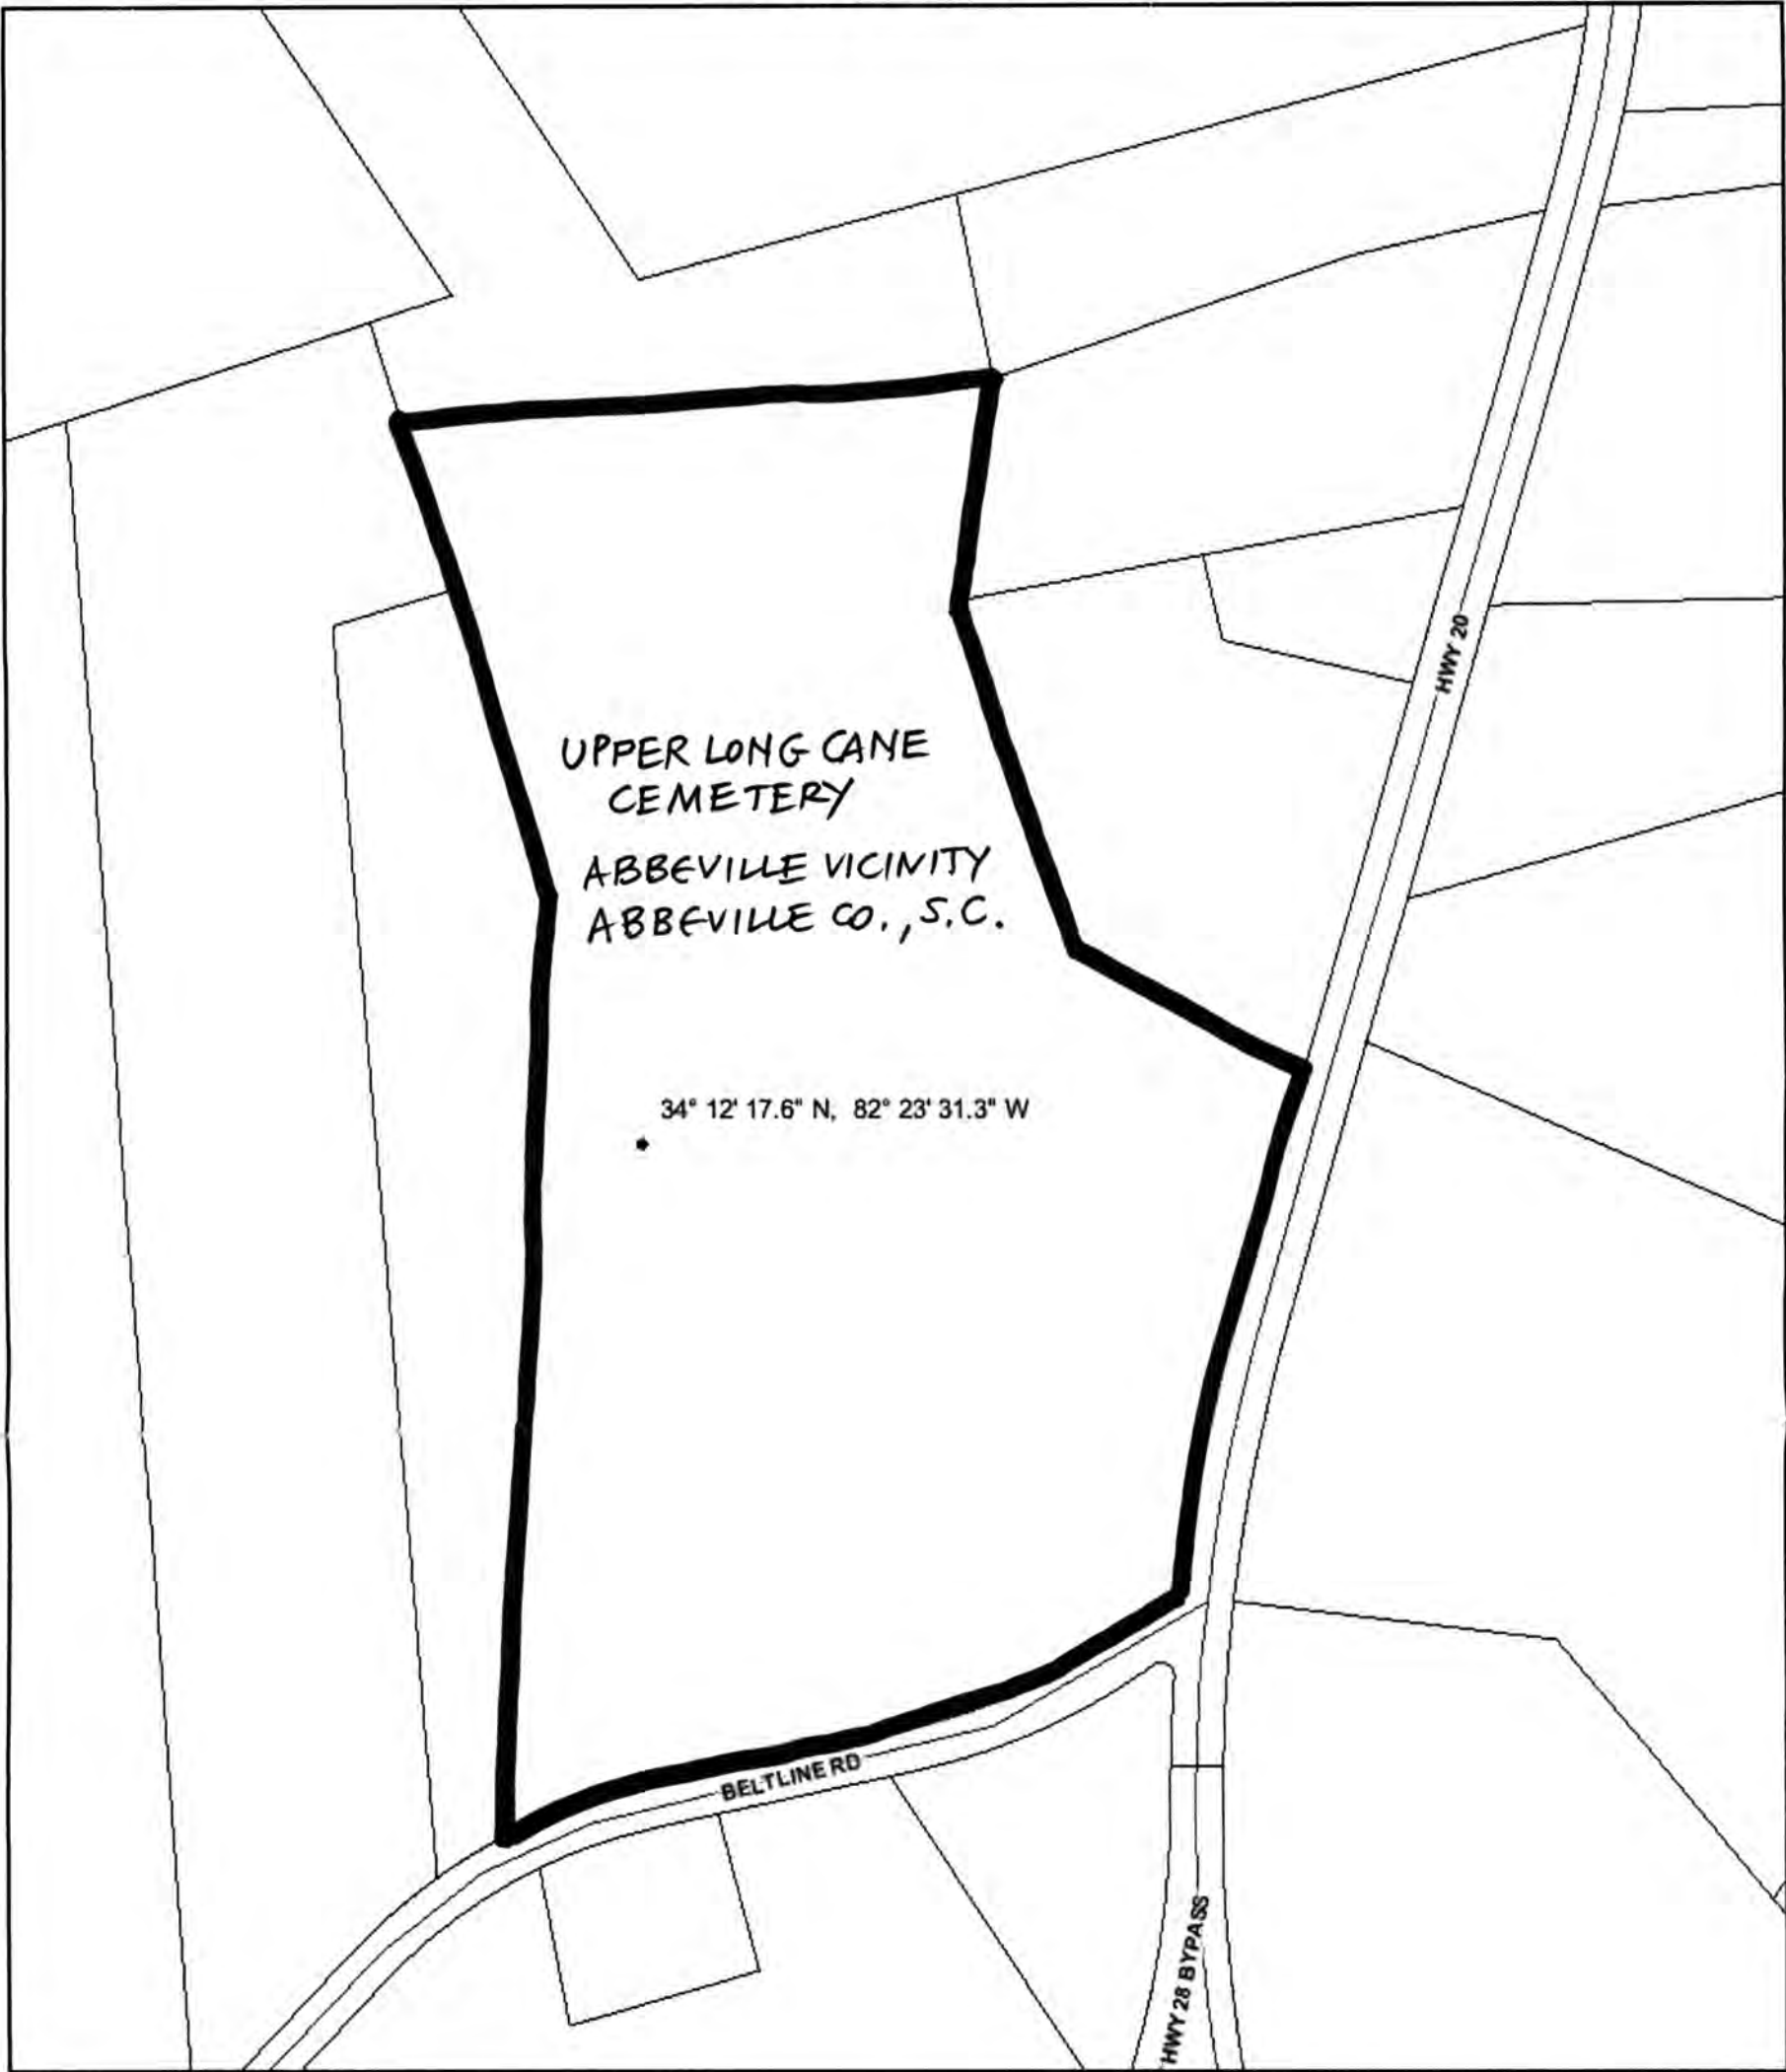 HWY 20
UPPER LONG CANE
CEMETERY
ABBEVILLE VICINITY
ABBEVILLE CO., S.C.
34° 12' 17.6" N, 82° 23' 31.3" W
BELTLINE RD
HWY 28 BYPASS